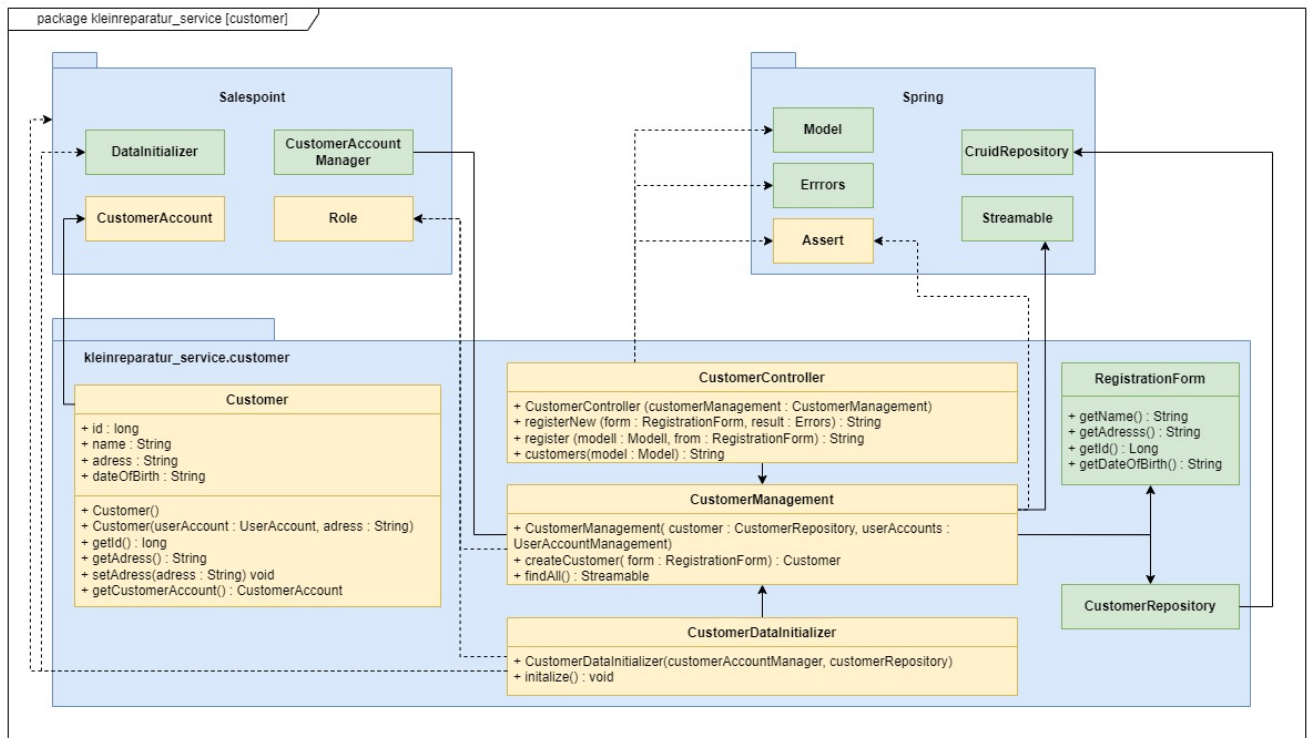 package kleinreparatur_service [customer]
Salespoint
DataInitializer
CustomerAccount
Manager
CustomerAccount
Role
Spring
Model
CruidRepository
Errrors
Streamable
Assert
kleinreparatur_service.customer
Customer
+ id : long
+ name : String
+ adress : String
+ dateOfBirth : String
+ Customer()
+ Customer(userAccount : UserAccount, adress : String)
+ getId() : long
+ getAdress() : String
+ setAdress(adress : String) void
+ getCustomerAccount() : CustomerAccount
CustomerController
+ CustomerController (customerManagement : CustomerManagement)
+ registerNew (form : RegistrationForm, result : Errors) : String
+ register (modell : Modell, from : RegistrationForm) : String
+ customers(model : Model) : String
RegistrationForm
+ getName() : String
+ getAdresss() : String
+ getId() : Long
+ getDateOfBirth() : String
CustomerManagement
+ CustomerManagement( customer : CustomerRepository, userAccounts :
UserAccountManagement)
+ createCustomer( form : RegistrationForm) : Customer
+ findAll() : Streamable
CustomerRepository
CustomerDataInitializer
+ CustomerDataInitializer(customerAccountManager, customerRepository)
+ initalize() : void